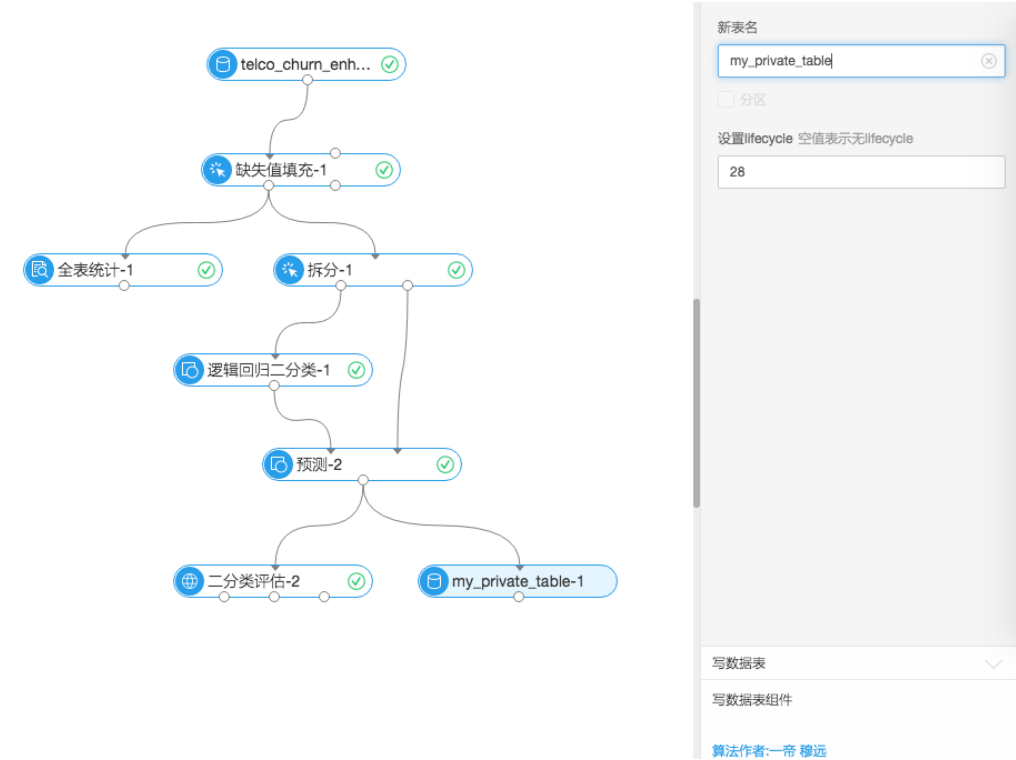 telco_churn_enh...
缺失值填充-1
全表统计-1
拆分-1
逻辑回归二分类-1
预测-2
二分类评估-2
my_private_table-1
新表名
my_private_table
分区
设置lifecycle 空值表示无lifecycle
28
写数据表
写数据表组件
算法作者:一帝 穆远